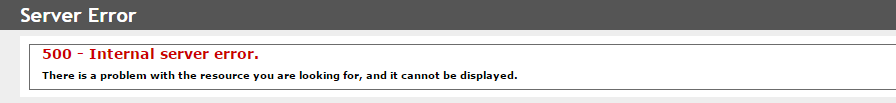 Server Error
500 - Internal server error.
There is a problem with the resource you are looking for, and it cannot be displayed.